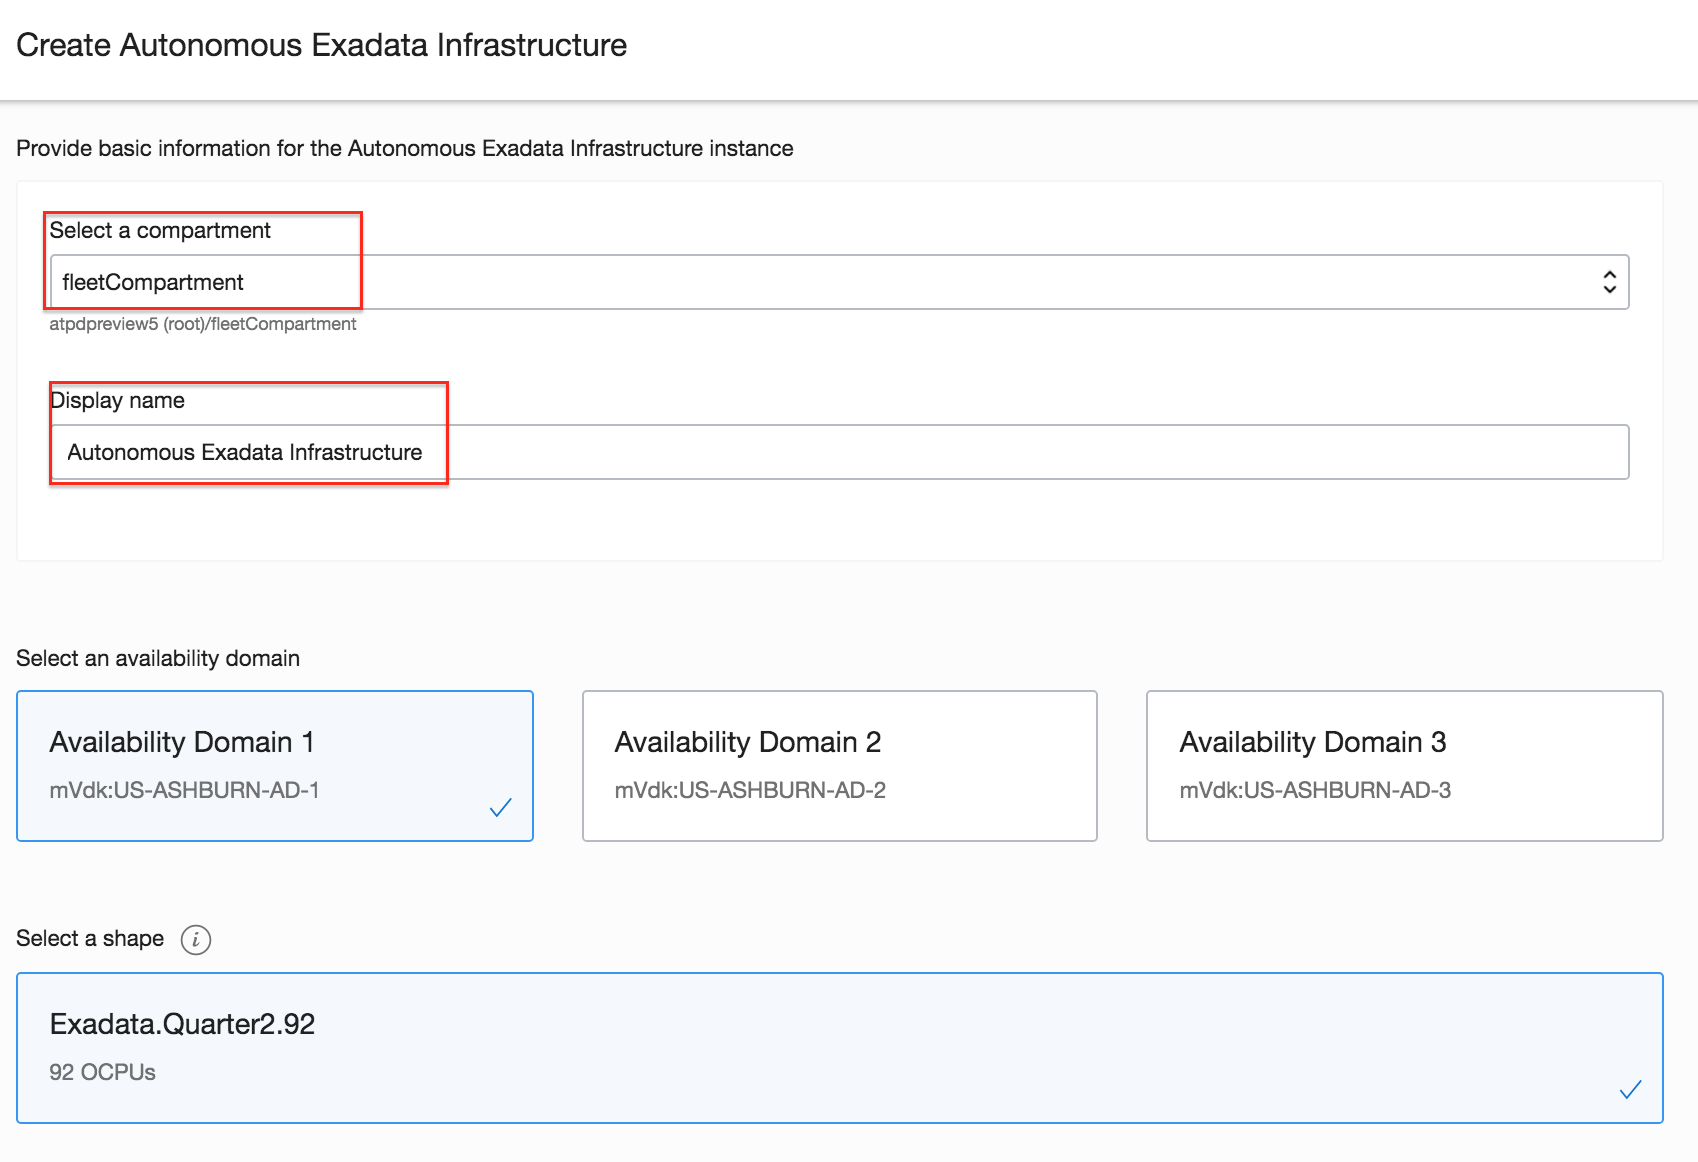 Create Autonomous Exadata Infrastructure
Provide basic information for the Autonomous Exadata Infrastructure instance
Select a compartment
fleetCompartment
atpdpreview5 (root)/fleetCompartment
Display name
Autonomous Exadata Infrastructure
Select an availability domain
Availability Domain 1
mVdk:US-ASHBURN-AD-1
Availability Domain 2
mVdk:US-ASHBURN-AD-2
Availability Domain 3
mVdk:US-ASHBURN-AD-3
Select a shape i
Exadata.Quarter2.92
92 OCPUs